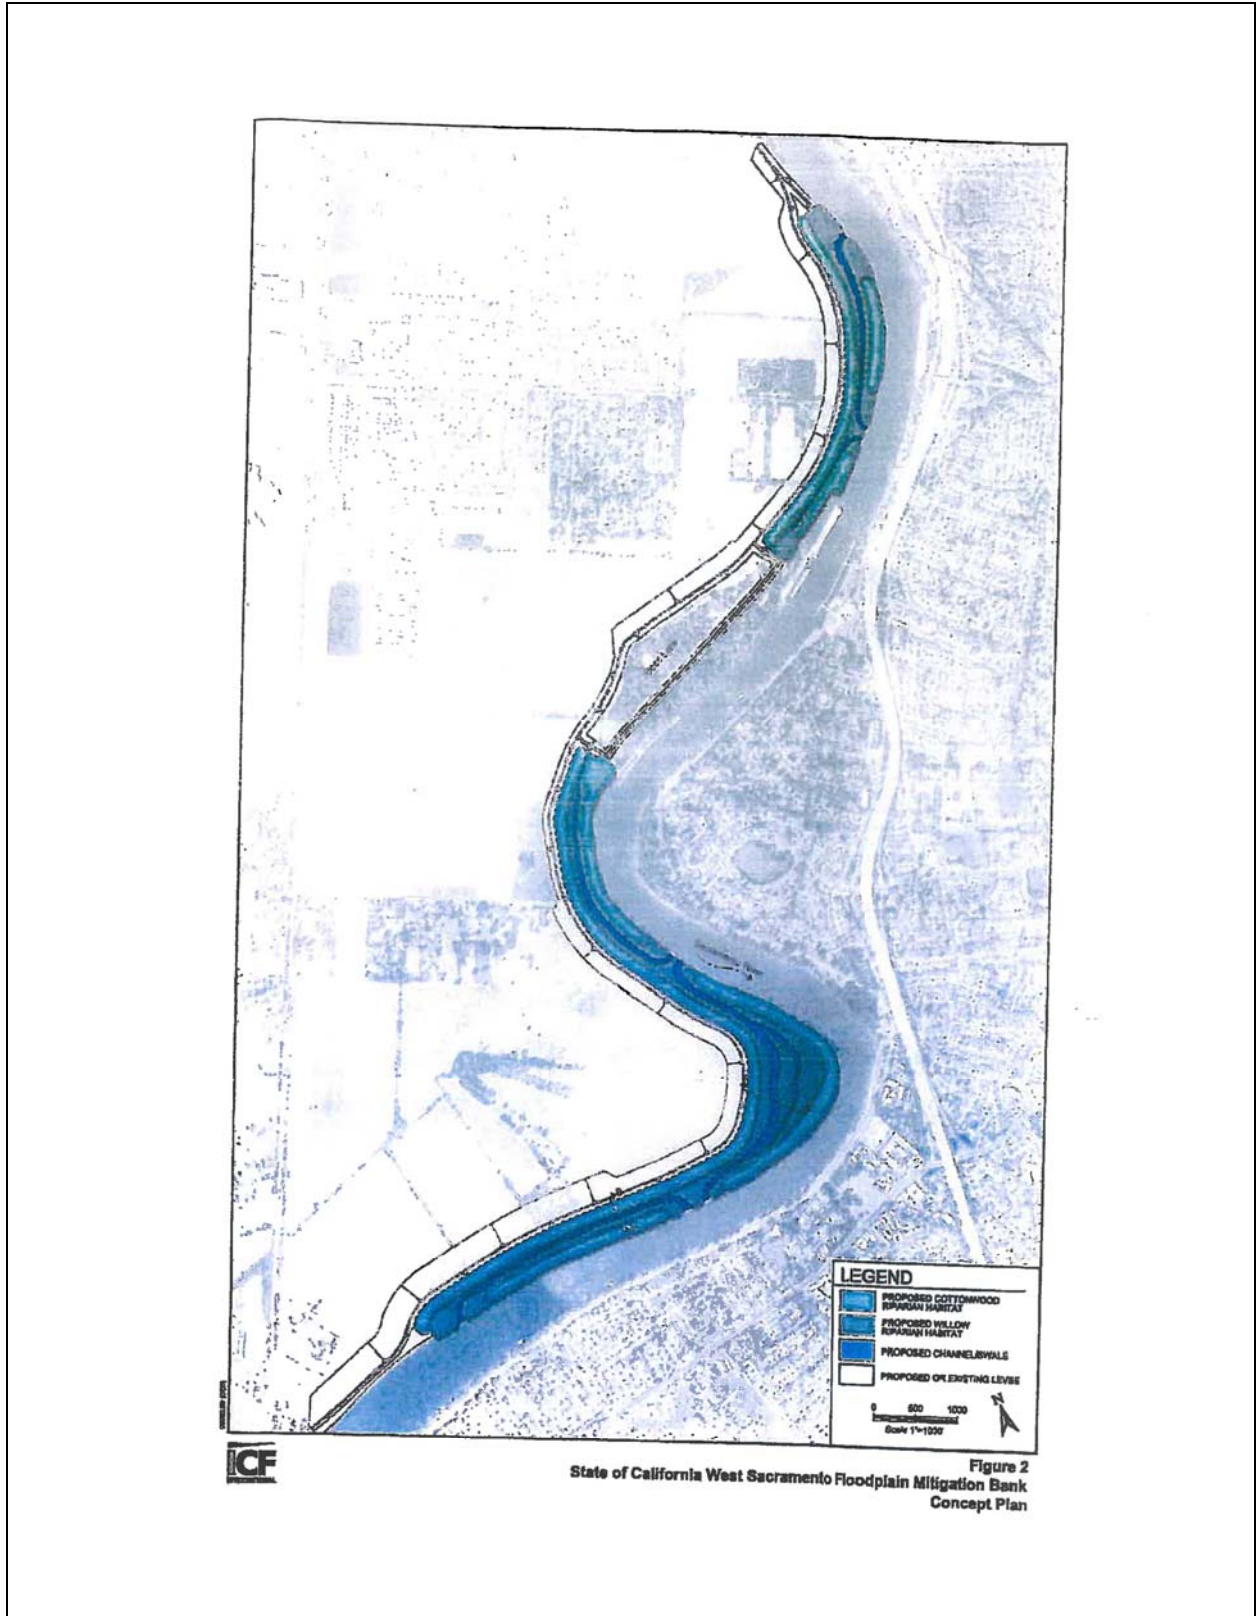 LEGEND
PROPOSED COTTONWOOD
RIPARIAN HABITAT
PROPOSED WILLOW
RIPARIAN HABITAT
PROPOSED CHANNEL/SWALE
PROPOSED OR EXISTING LEVEE
N
0 500 1000
Scale 1"=1000'
ICF
INTERNATIONAL
Figure 2
State of California West Sacramento Floodplain Mitigation Bank
Concept Plan